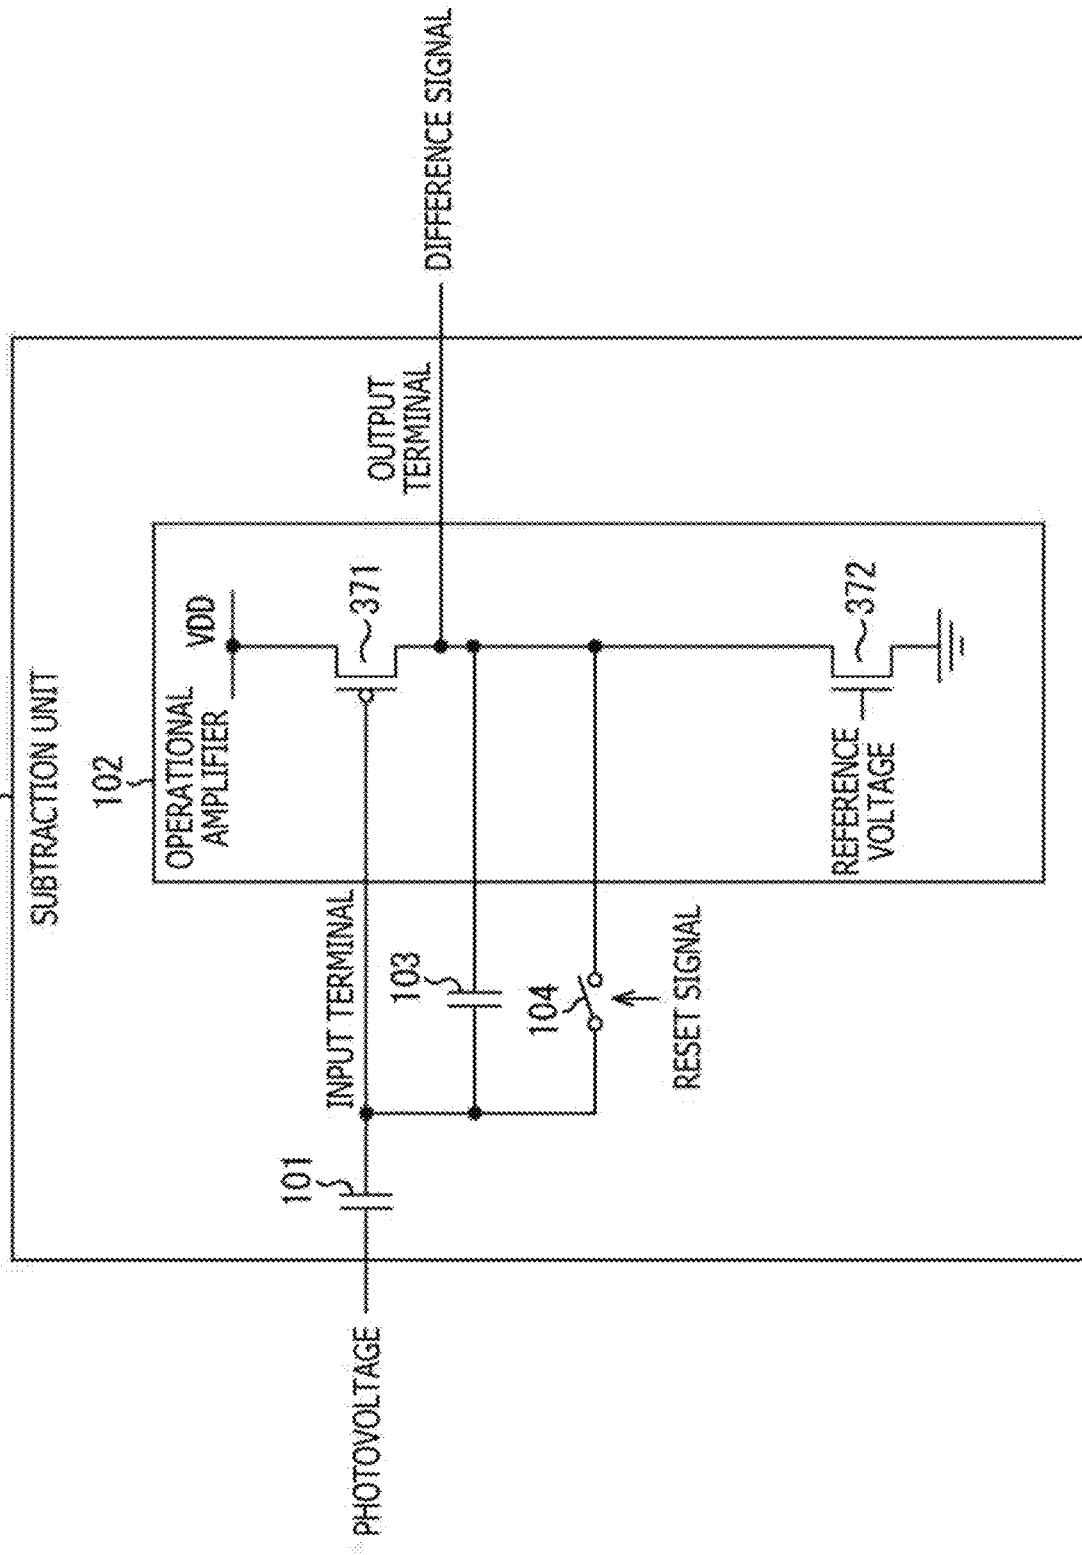 SUBTRACTION UNIT
102
OPERATIONAL
AMPLIFIER
VDD
371
OUTPUT
TERMINAL
DIFFERENCE SIGNAL
PHOTOVOLTAGE
101
INPUT TERMINAL
103
104
RESET SIGNAL
REFERENCE
VOLTAGE
372